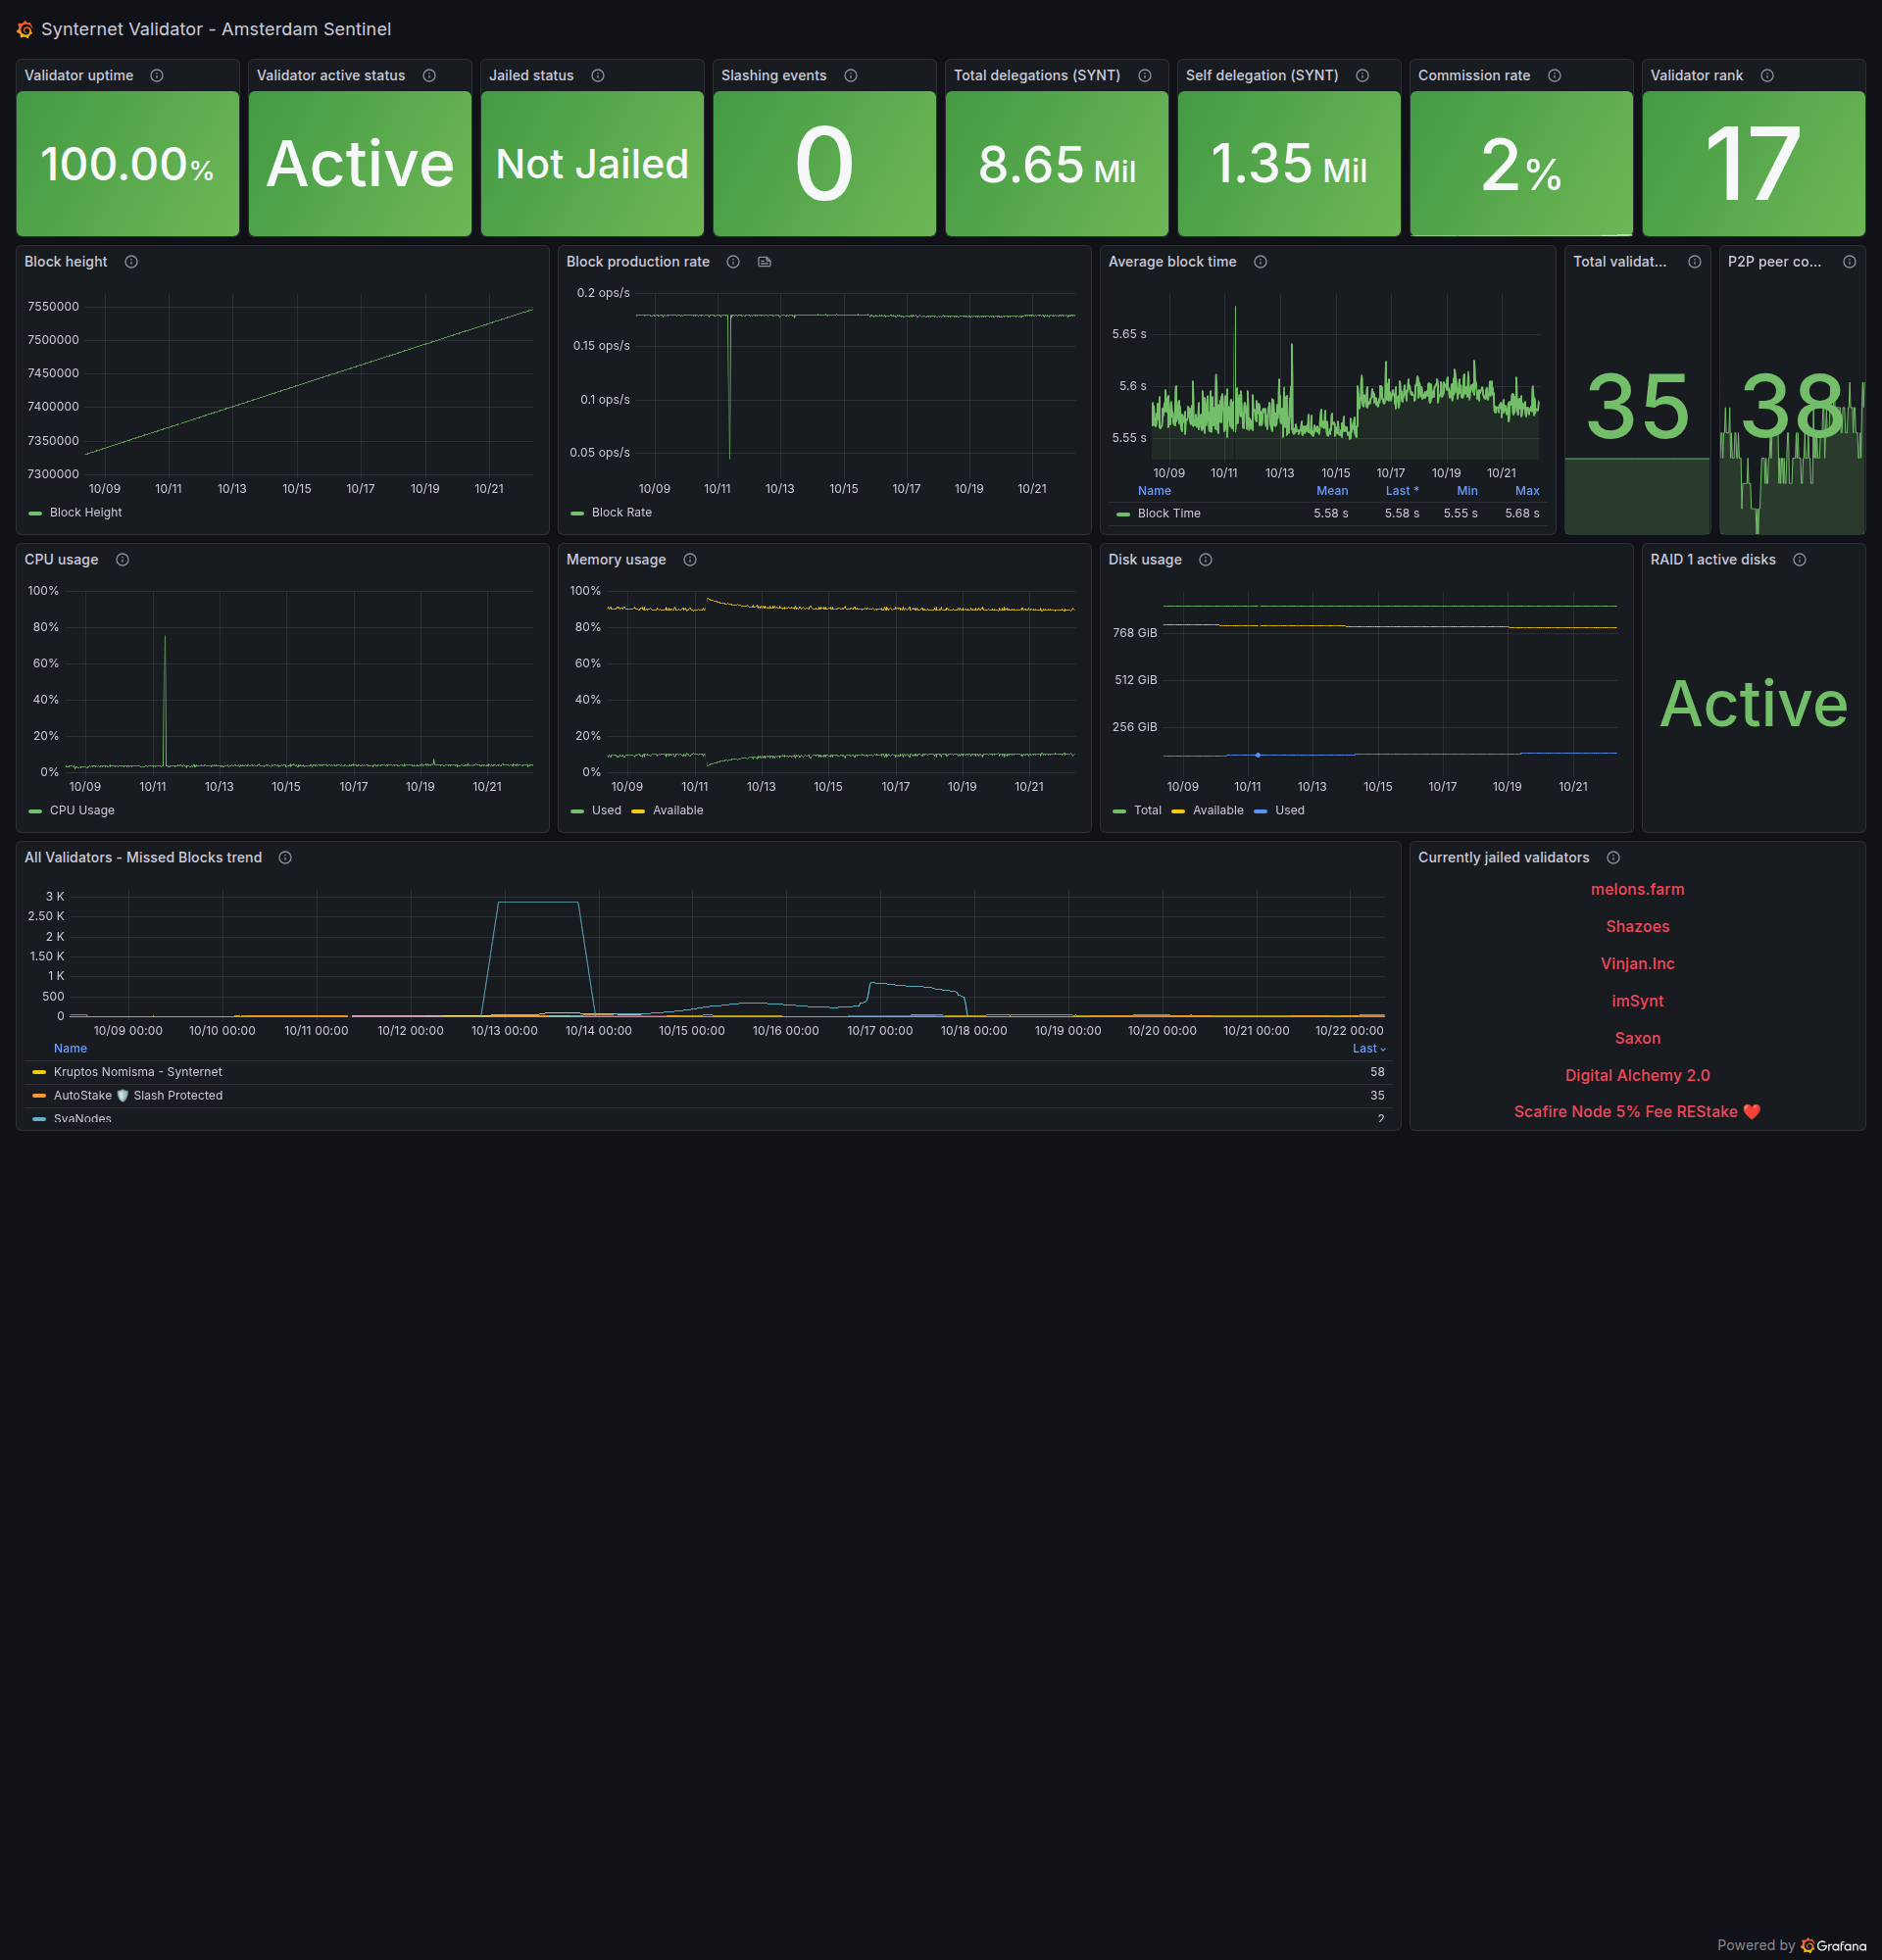 Synternet Validator - Amsterdam Sentinel
Validator uptime
100.00%
Validator active status
Active
Jailed status
Not Jailed
Slashing events
0
Total delegations (SYNT)
8.65 Mil
Self delegation (SYNT)
1.35 Mil
Commission rate
2%
Validator rank
17
Block height
7550000
7500000
7450000
7400000
7350000
7300000
10/09 10/11 10/13 10/15 10/17 10/19 10/21
Block Height
Block production rate
0.2 ops/s
0.15 ops/s
0.1 ops/s
0.05 ops/s
10/09 10/11 10/13 10/15 10/17 10/19 10/21
Block Rate
Average block time
5.65 s
5.6 s
5.55 s
10/09 10/11 10/13 10/15 10/17 10/19 10/21
Name Mean Last * Min Max
Block Time 5.58 s 5.58 s 5.55 s 5.68 s
Total validat...
35
P2P peer co...
38
CPU usage
100%
80%
60%
40%
20%
0%
10/09 10/11 10/13 10/15 10/17 10/19 10/21
CPU Usage
Memory usage
100%
80%
60%
40%
20%
0%
10/09 10/11 10/13 10/15 10/17 10/19 10/21
Used Available
Disk usage
768 GiB
512 GiB
256 GiB
10/09 10/11 10/13 10/15 10/17 10/19 10/21
Total Available Used
RAID 1 active disks
Active
All Validators - Missed Blocks trend
3 K
2.50 K
2 K
1.50 K
1 K
500
0
10/09 00:00 10/10 00:00 10/11 00:00 10/12 00:00 10/13 00:00 10/14 00:00 10/15 00:00 10/16 00:00 10/17 00:00 10/18 00:00 10/19 00:00 10/20 00:00 10/21 00:00 10/22 00:00
Name Last
Kruptos Nomisma - Synternet 58
AutoStake 🛡️ Slash Protected 35
SyaNodes 2
Currently jailed validators
melons.farm
Shazoes
Vinjan.Inc
imSynt
Saxon
Digital Alchemy 2.0
Scafire Node 5% Fee REStake ❤️
Powered by Grafana